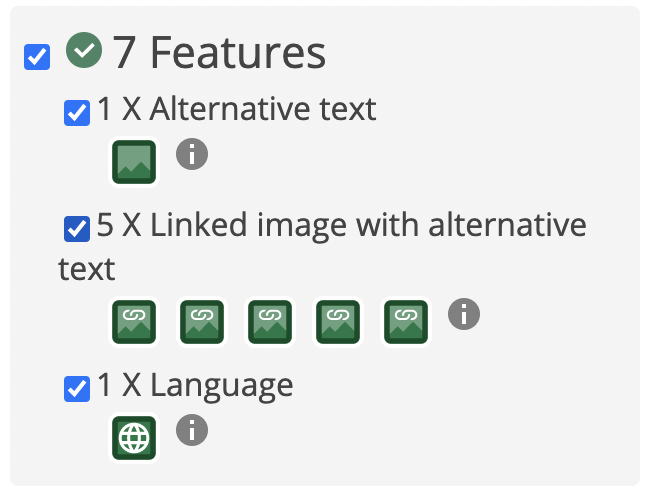 7 Features
1 X Alternative text
5 X Linked image with alternative
text
1 X Language